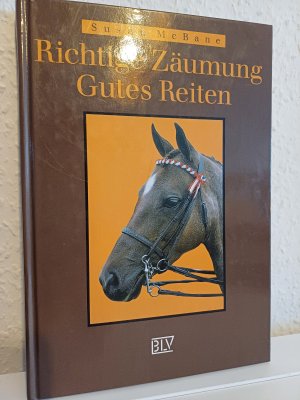 Susan McBane
Richtige Zäumung
Gutes Reiten
BLV